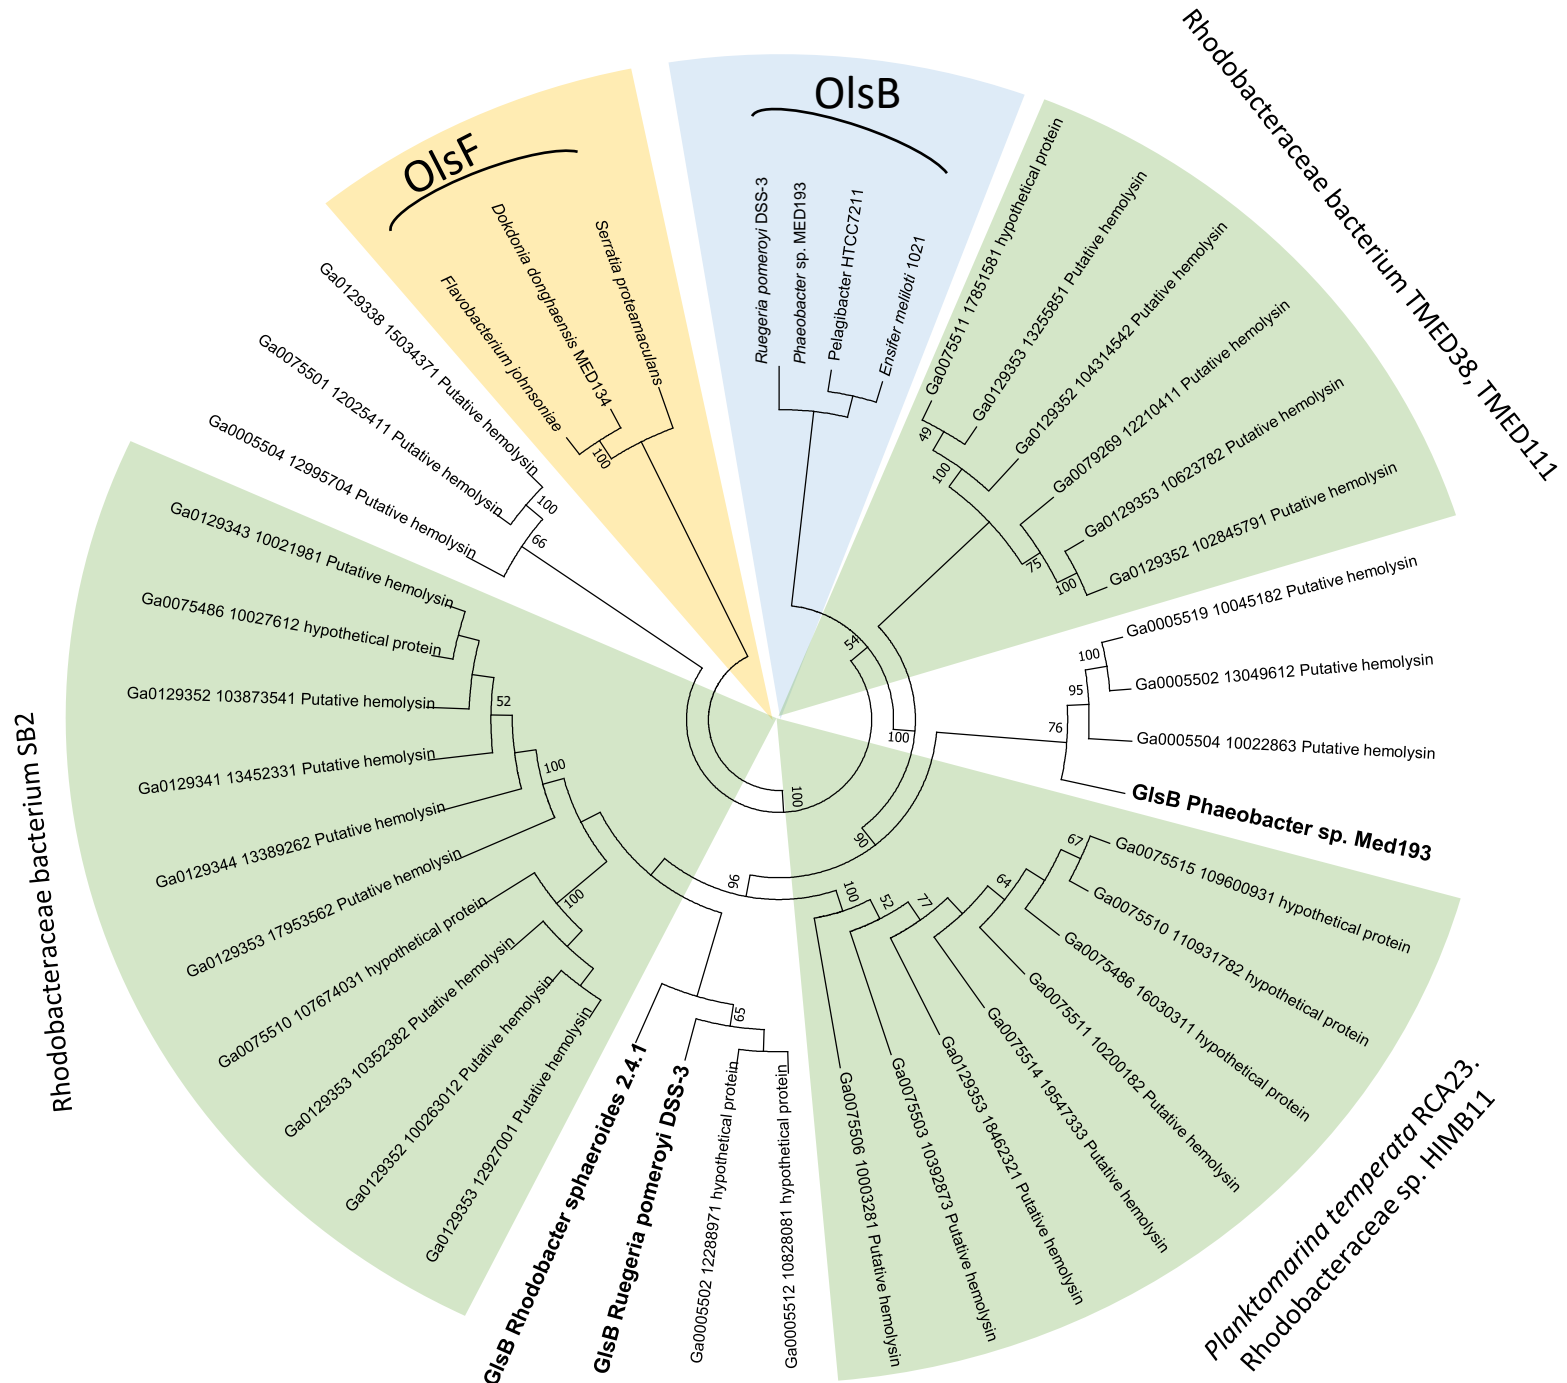 OlsF
OlsB
Rhodobacteraceae bacterium TMED38, TMED111
Ruegeria pomeroyi DSS-3
Phaeobacter sp. MED193
Pelagibacter HTCC7211
Ensifer meliloti 1021
Ga0075511 17851581 hypothetical protein
Ga0129353 13255851 Putative hemolysin
Ga0129352 104314542 Putative hemolysin
Ga0079269 12210411 Putative hemolysin
Ga0129353 10623782 Putative hemolysin
Ga0129352 102845791 Putative hemolysin
Ga0005519 10045182 Putative hemolysin
Ga0005502 13049612 Putative hemolysin
Ga0005504 10022863 Putative hemolysin
GlsB Phaeobacter sp. Med193
Ga0075515 109600931 hypothetical protein
Ga0075510 110931782 hypothetical protein
Ga0075486 16030311 hypothetical protein
Ga0075511 10200182 Putative hemolysin
Ga0075514 19547333 Putative hemolysin
Ga0129353 18462321 Putative hemolysin
Ga0075503 10392873 Putative hemolysin
Ga0075506 10003281 Putative hemolysin
Planktomarina temperata RCA23.
Rhodobacteraceae sp. HIMB11
Ga0005512 10828081 hypothetical protein
Ga0005502 12288971 hypothetical protein
GlsB Ruegeria pomeroyi DSS-3
GlsB Rhodobacter sphaeroides 2.4.1
Ga0129353 12927001 Putative hemolysin
Ga0129352 100263012 Putative hemolysin
Ga0129353 10352382 Putative hemolysin
Ga0075510 107674031 hypothetical protein
Ga0129353 17953562 Putative hemolysin
Ga0129344 13389262 Putative hemolysin
Ga0129341 13452331 Putative hemolysin
Ga0129352 103873541 Putative hemolysin
Ga0075486 10027612 hypothetical protein
Ga0129343 10021981 Putative hemolysin
Rhodobacteraceae bacterium SB2
Ga0005504 12995704 Putative hemolysin
Ga0075501 12025411 Putative hemolysin
Ga0129338 15034371 Putative hemolysin
Flavobacterium johnsoniae
Dokdonia donghaensis MED134
Serratia proteamaculans
49
100
75
100
54
100
100
95
76
90
100
67
64
77
52
100
96
65
100
100
52
66
100
100